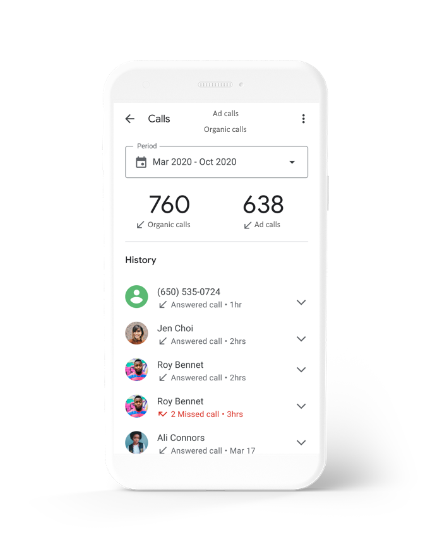 Calls
Ad calls
Organic calls
Period
Mar 2020 - Oct 2020
760
638
Organic calls
Ad calls
History
(650) 535-0724
Answered call • 1hr
Jen Choi
Answered call • 2hrs
Roy Bennet
Answered call • 2hrs
Roy Bennet
2 Missed call • 3hrs
Ali Connors
Answered call • Mar 17